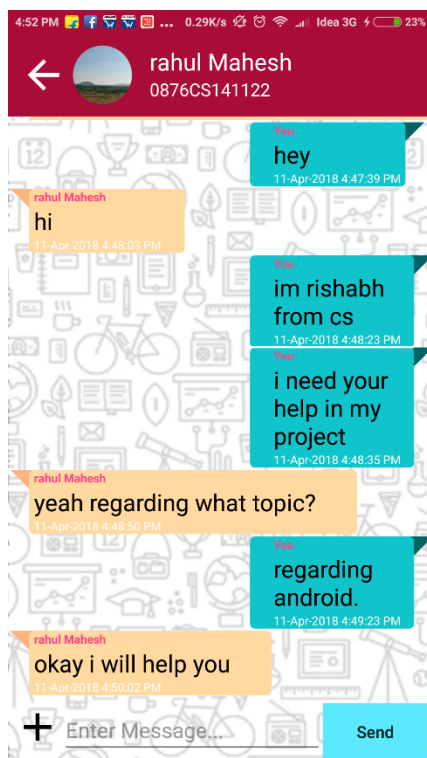 4:52 PM ... 0.29K/s Idea 3G 23%
rahul Mahesh
0876CS141122
You
hey
11-Apr-2018 4:47:39 PM
rahul Mahesh
hi
11-Apr-2018 4:48:03 PM
You
im rishabh
from cs
11-Apr-2018 4:48:23 PM
You
i need your
help in my
project
11-Apr-2018 4:48:35 PM
rahul Mahesh
yeah regarding what topic?
11-Apr-2018 4:48:50 PM
You
regarding
android.
11-Apr-2018 4:49:23 PM
rahul Mahesh
okay i will help you
11-Apr-2018 4:50:02 PM
Enter Message...
Send